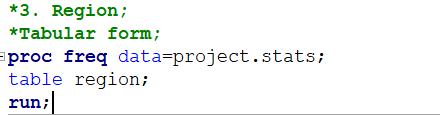 *3. Region;
*Tabular form;
proc freq data=project.stats;
table region;
run;